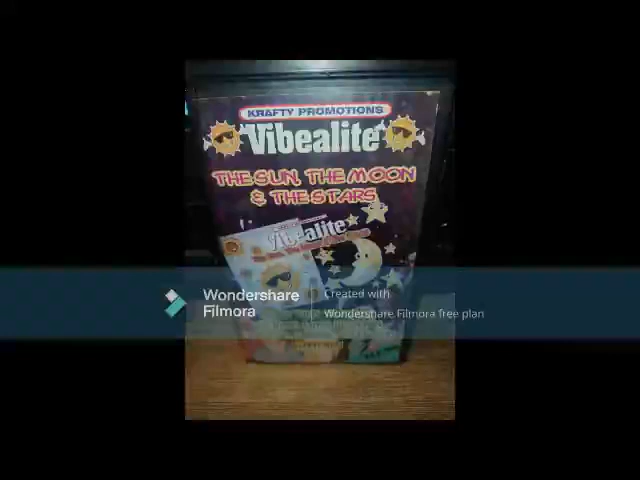 KRAFTY PROMOTIONS
Vibealite
THE SUN, THE MOON
& THE STARS
Vibealite
Wondershare
Filmora
Created with
Wondershare Filmora free plan